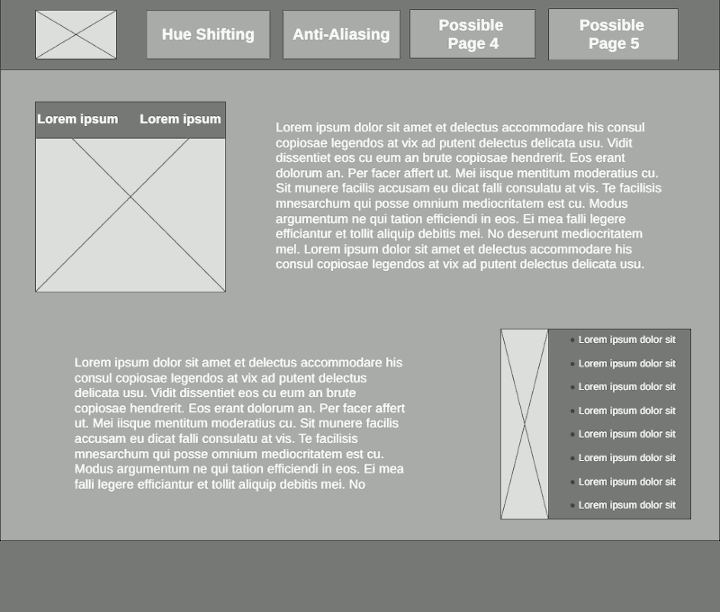 Hue Shifting
Anti-Aliasing
Possible
Page 4
Possible
Page 5
Lorem ipsum
Lorem ipsum
Lorem ipsum dolor sit amet et delectus accommodare his consul
copiosae legendos at vix ad putent delectus delicata usu. Vidit
dissentiet eos cu eum an brute copiosae hendrerit. Eos erant
dolorum an. Per facer affert ut. Mei iisque mentitum moderatius cu.
Sit munere facilis accusam eu dicat falli consulatu at vis. Te facilisis
mnesarchum qui posse omnium mediocritatem est cu. Modus
argumentum ne qui tation efficiendi in eos. Ei mea falli legere
efficiantur et tollit aliquip debitis mei. No deserunt mediocritatem
mel. Lorem ipsum dolor sit amet et delectus accommodare his
consul copiosae legendos at vix ad putent delectus delicata usu.
Lorem ipsum dolor sit amet et delectus accommodare his
consul copiosae legendos at vix ad putent delectus
delicata usu. Vidit dissentiet eos cu eum an brute
copiosae hendrerit. Eos erant dolorum an. Per facer affert
ut. Mei iisque mentitum moderatius cu. Sit munere facilis
accusam eu dicat falli consulatu at vis. Te facilisis
mnesarchum qui posse omnium mediocritatem est cu.
Modus argumentum ne qui tation efficiendi in eos. Ei mea
falli legere efficiantur et tollit aliquip debitis mei. No
Lorem ipsum dolor sit
Lorem ipsum dolor sit
Lorem ipsum dolor sit
Lorem ipsum dolor sit
Lorem ipsum dolor sit
Lorem ipsum dolor sit
Lorem ipsum dolor sit
Lorem ipsum dolor sit